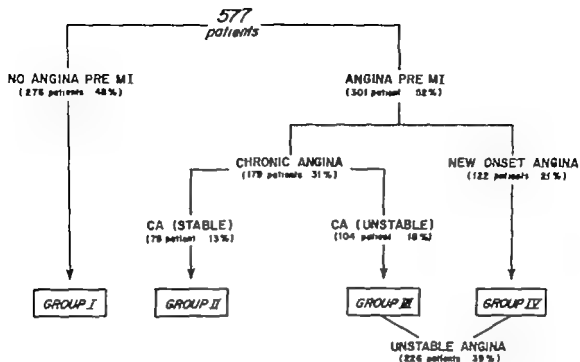 577
patients
NO ANGINA PRE MI
(276 patients 48%)
ANGINA PRE MI
(301 patients 52%)
CHRONIC ANGINA
(179 patients 31%)
NEW ONSET ANGINA
(122 patients 21%)
CA (STABLE)
(75 patient 13%)
CA (UNSTABLE)
(104 patient 18%)
GROUP I
GROUP II
GROUP III
GROUP IV
UNSTABLE ANGINA
(226 patients 39%)